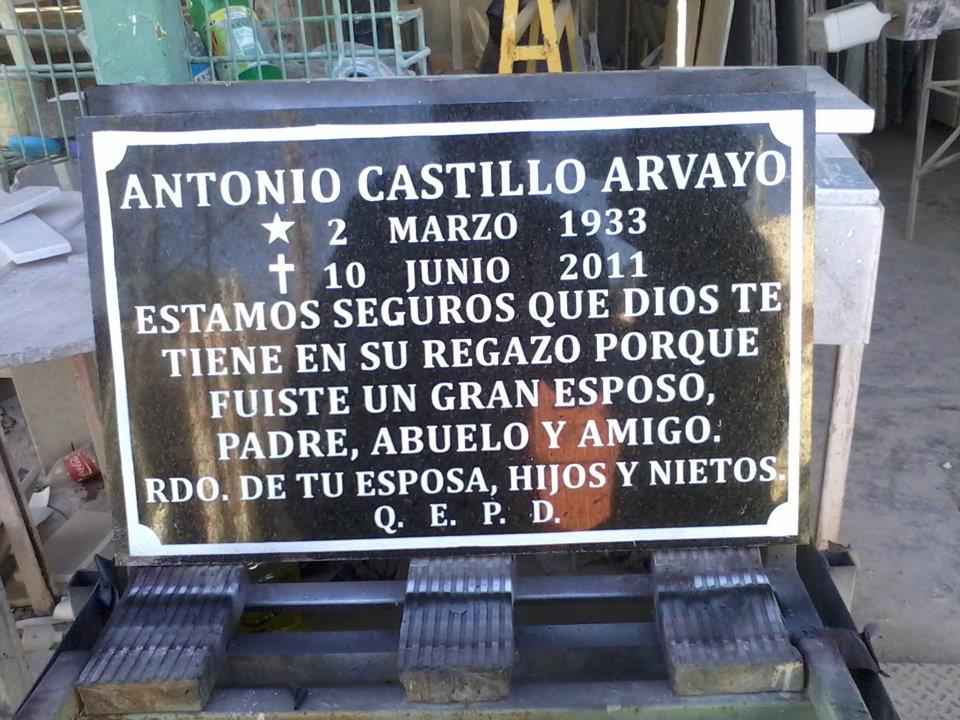 ANTONIO CASTILLO ARVAYO
★ 2 MARZO 1933
✝ 10 JUNIO 2011
ESTAMOS SEGUROS QUE DIOS TE
TIENE EN SU REGAZO PORQUE
FUISTE UN GRAN ESPOSO,
PADRE, ABUELO Y AMIGO.
RDO. DE TU ESPOSA, HIJOS Y NIETOS.
Q. E. P. D.